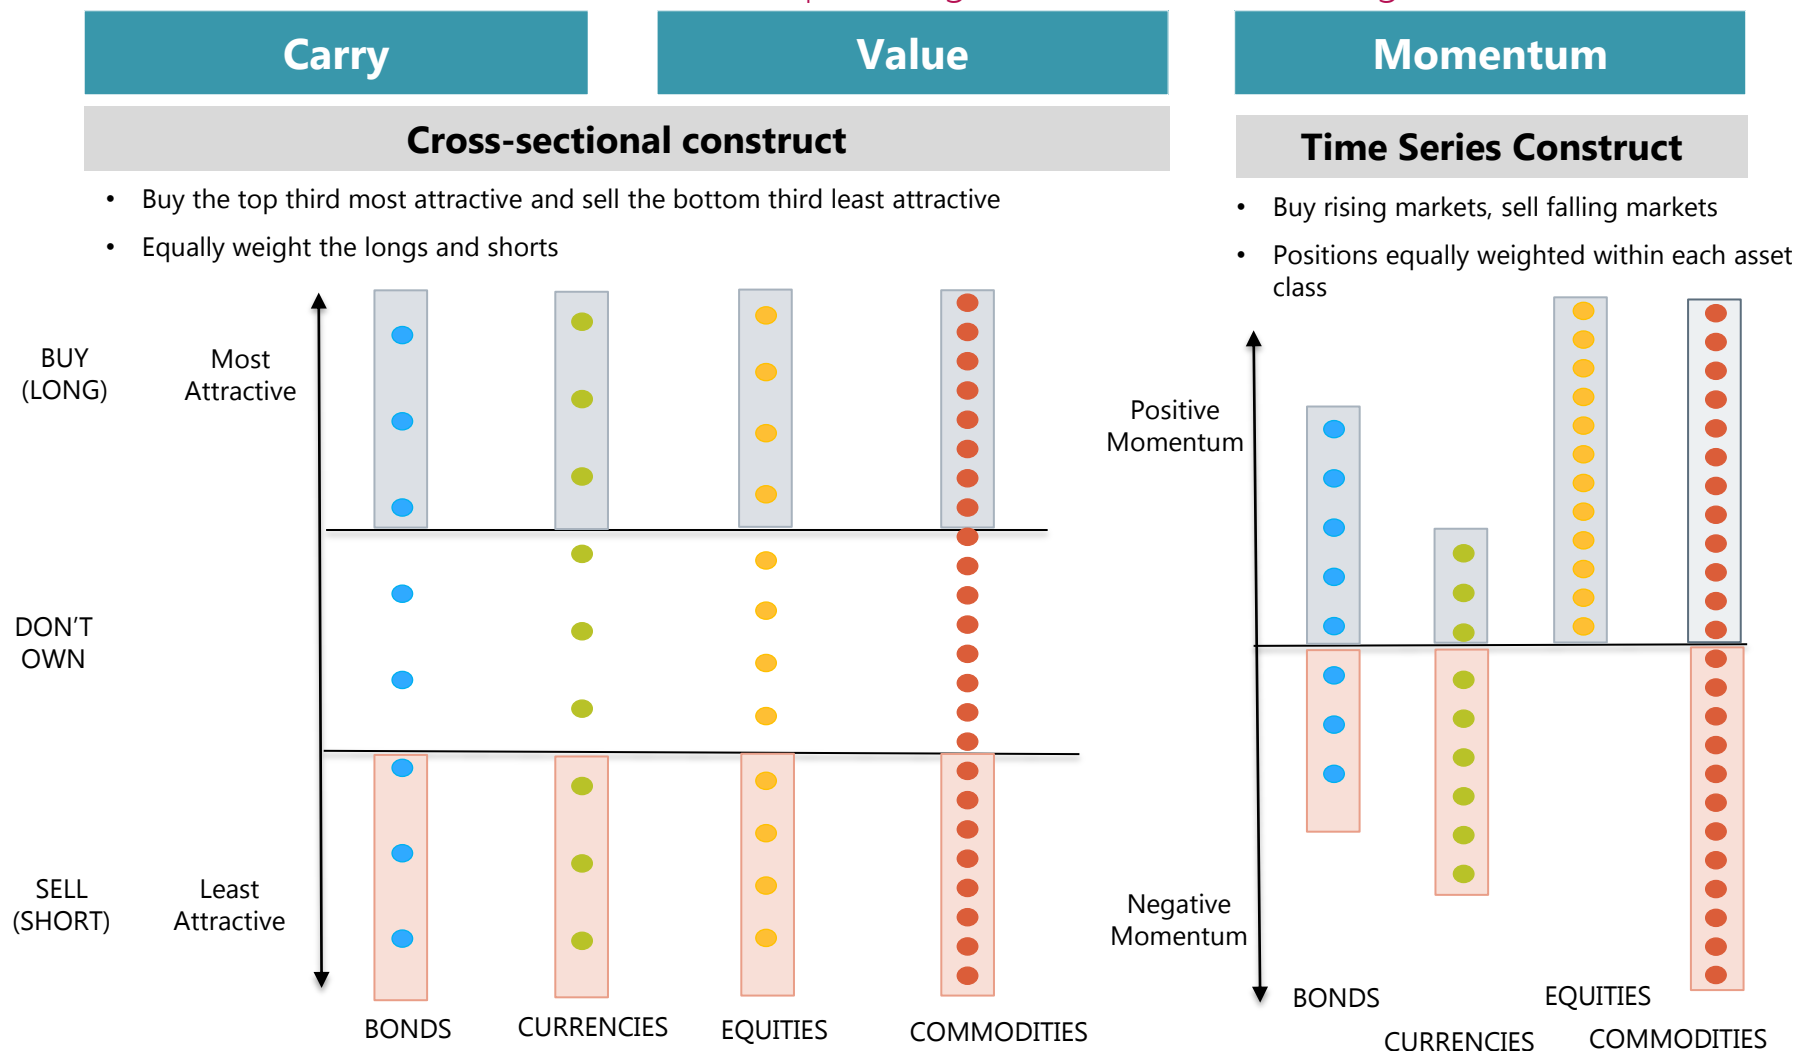 Carry
Value
Momentum
Cross-sectional construct
Time Series Construct
• Buy the top third most attractive and sell the bottom third least attractive
• Equally weight the longs and shorts
• Buy rising markets, sell falling markets
• Positions equally weighted within each asset
class
BUY
(LONG)
Most
Attractive
DON'T
OWN
SELL
(SHORT)
Least
Attractive
BONDS
CURRENCIES
EQUITIES
COMMODITIES
Positive
Momentum
Negative
Momentum
BONDS
CURRENCIES
EQUITIES
COMMODITIES